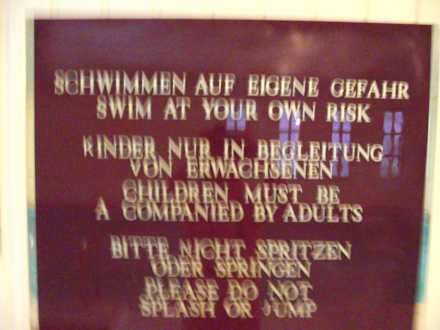 SCHWIMMEN AUF EIGENE GEFAHR
SWIM AT YOUR OWN RISK
KINDER NUR IN BEGLEITUNG
VON ERWACHSENEN
CHILDREN MUST BE
A COMPANIED BY ADULTS
BITTE NICHT SPRITZEN
ODER SPRINGEN
PLEASE DO NOT
SPLASH OR JUMP